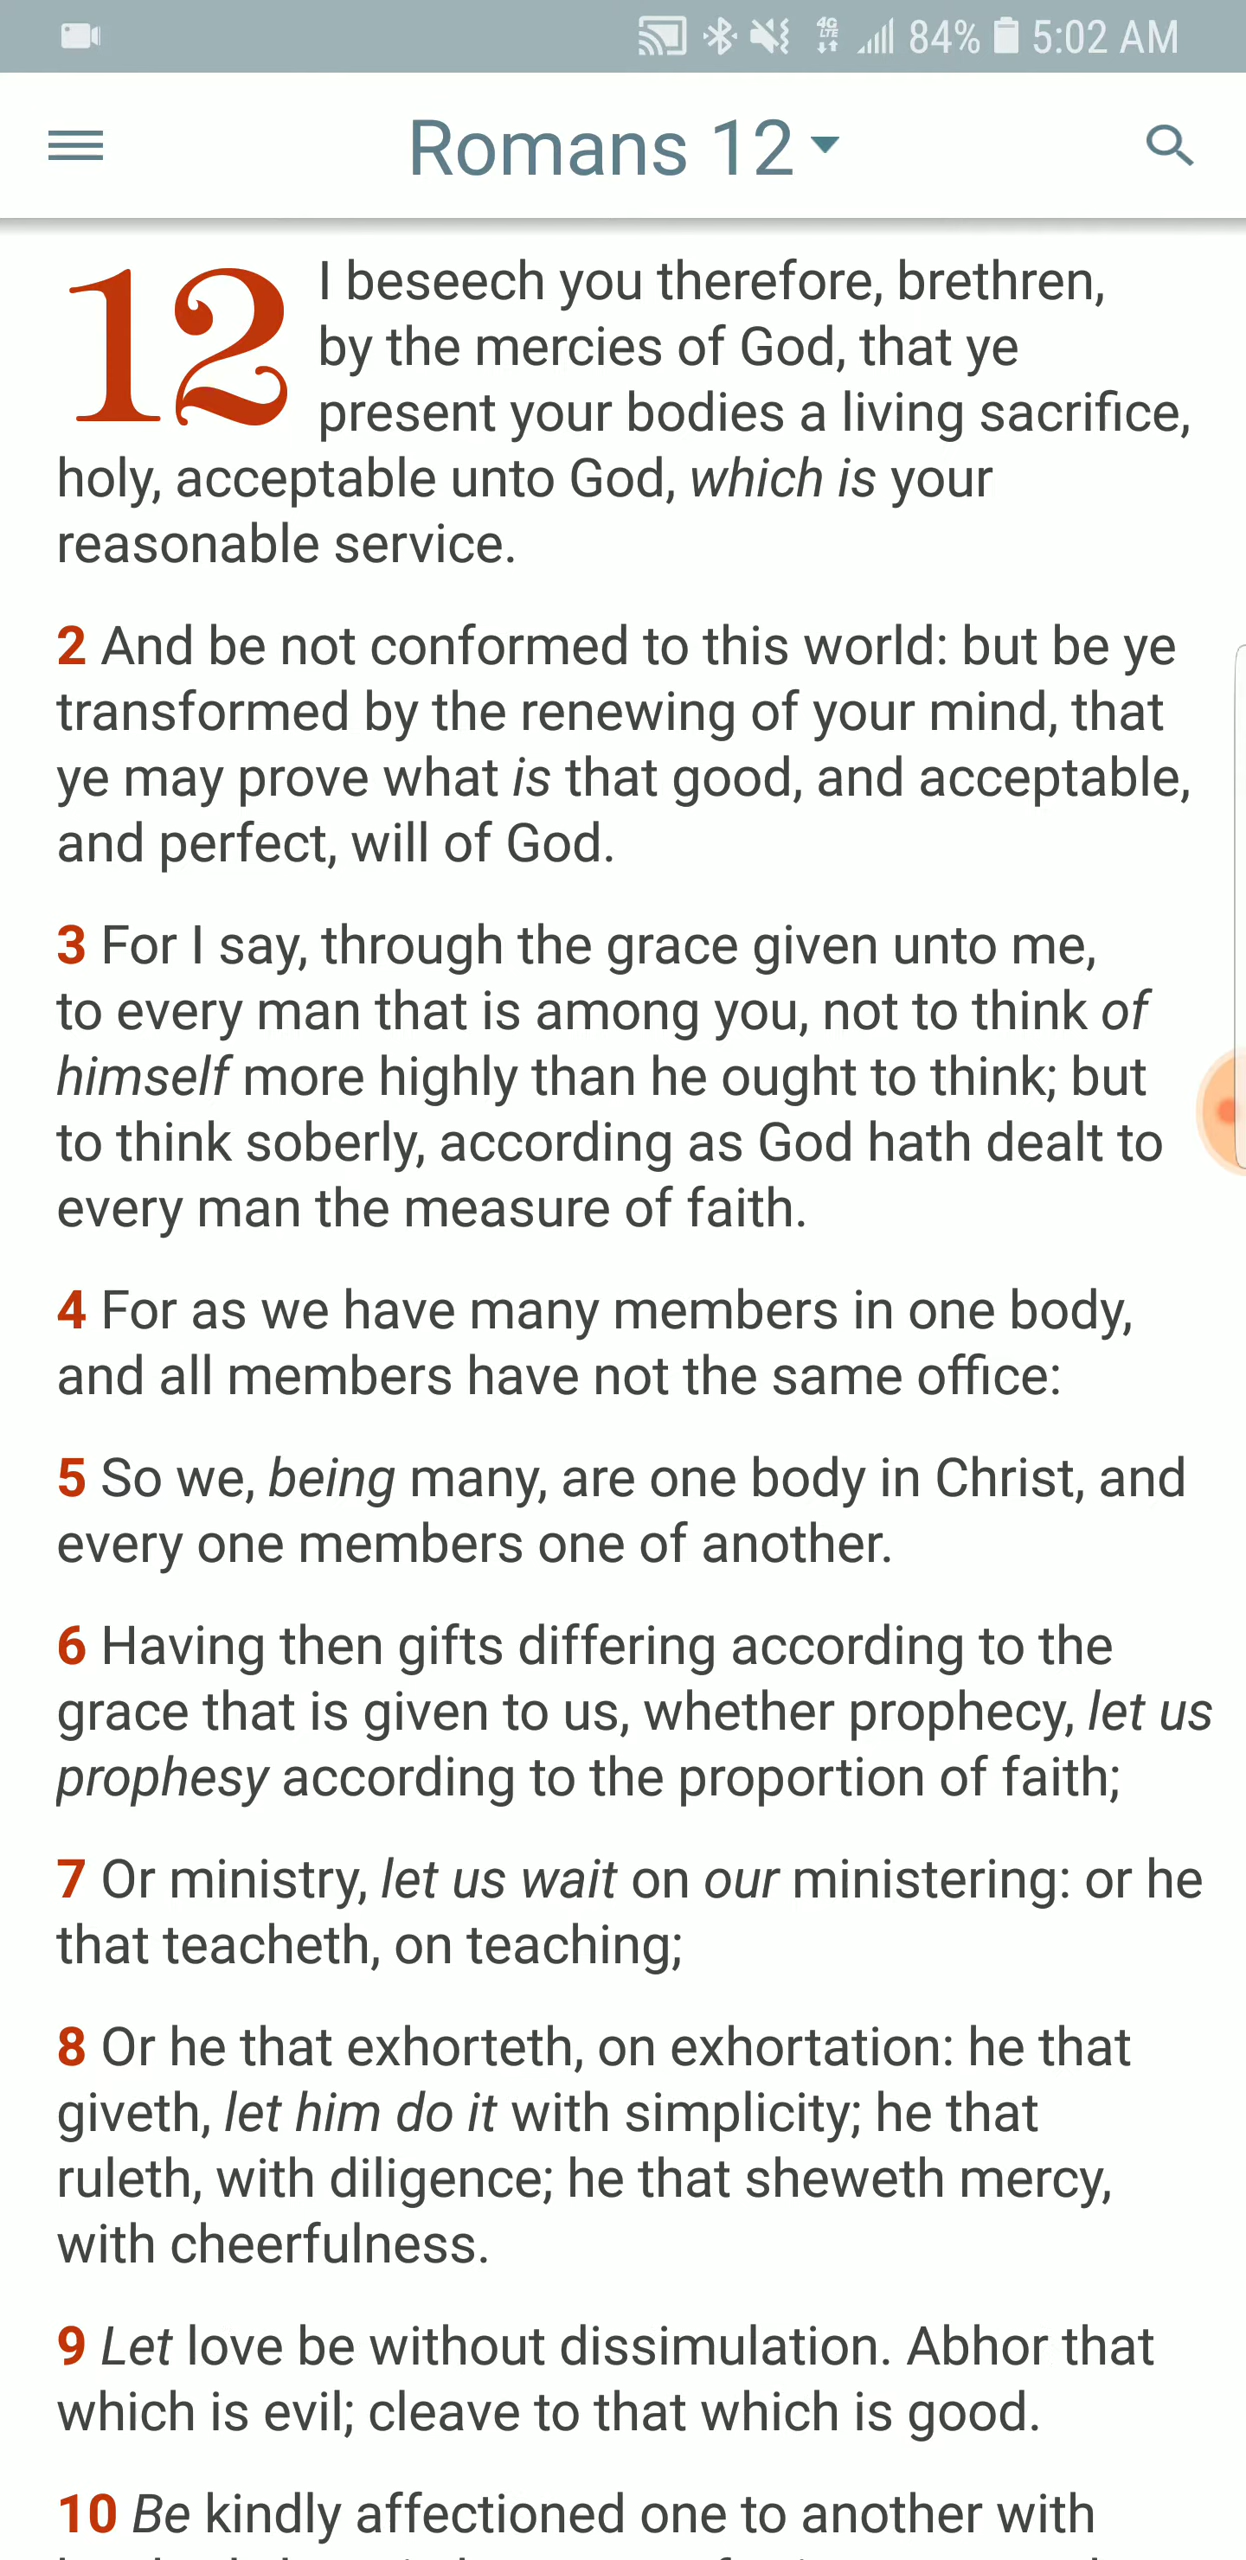 4G
LTE
84% 5:02 AM
Romans 12
12 I beseech you therefore, brethren,
by the mercies of God, that ye
present your bodies a living sacrifice,
holy, acceptable unto God, which is your
reasonable service.
2 And be not conformed to this world: but be ye
transformed by the renewing of your mind, that
ye may prove what is that good, and acceptable,
and perfect, will of God.
3 For I say, through the grace given unto me,
to every man that is among you, not to think of
himself more highly than he ought to think; but
to think soberly, according as God hath dealt to
every man the measure of faith.
4 For as we have many members in one body,
and all members have not the same office:
5 So we, being many, are one body in Christ, and
every one members one of another.
6 Having then gifts differing according to the
grace that is given to us, whether prophecy, let us
prophesy according to the proportion of faith;
7 Or ministry, let us wait on our ministering: or he
that teacheth, on teaching;
8 Or he that exhorteth, on exhortation: he that
giveth, let him do it with simplicity; he that
ruleth, with diligence; he that sheweth mercy,
with cheerfulness.
9 Let love be without dissimulation. Abhor that
which is evil; cleave to that which is good.
10 Be kindly affectioned one to another with